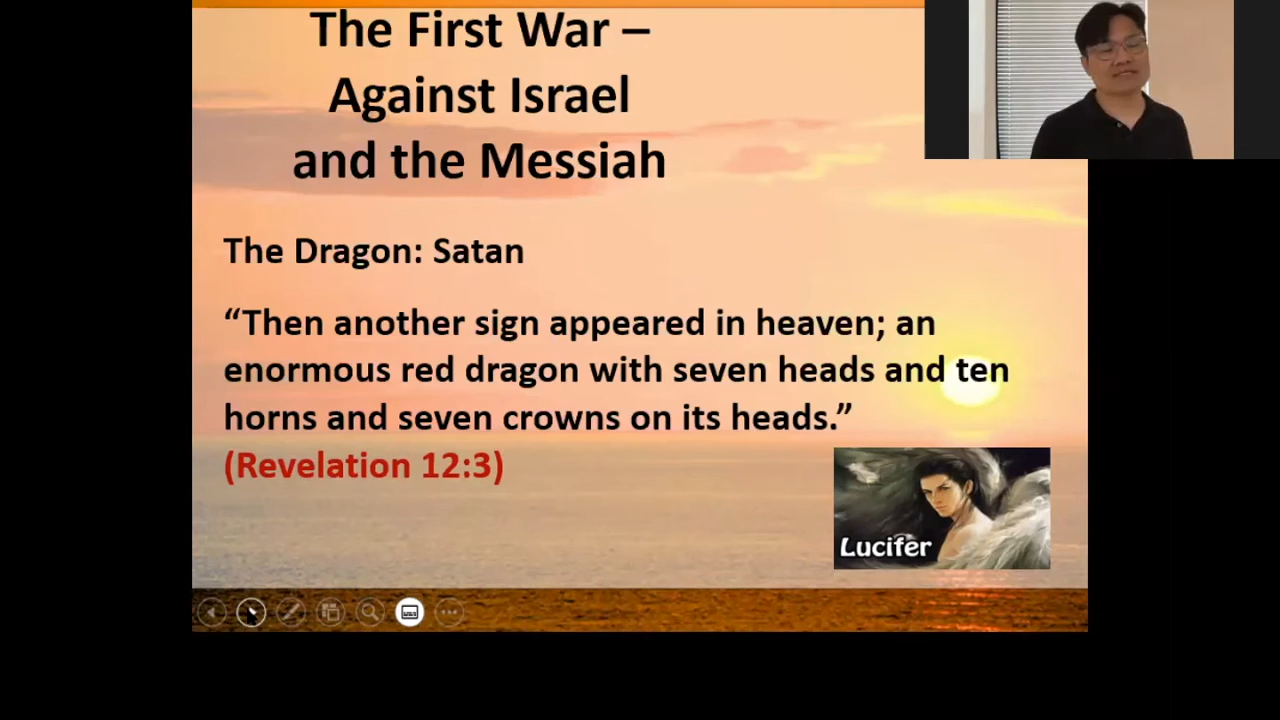 The First War –
Against Israel
and the Messiah
The Dragon: Satan
“Then another sign appeared in heaven; an
enormous red dragon with seven heads and ten
horns and seven crowns on its heads.”
(Revelation 12:3)
Lucifer